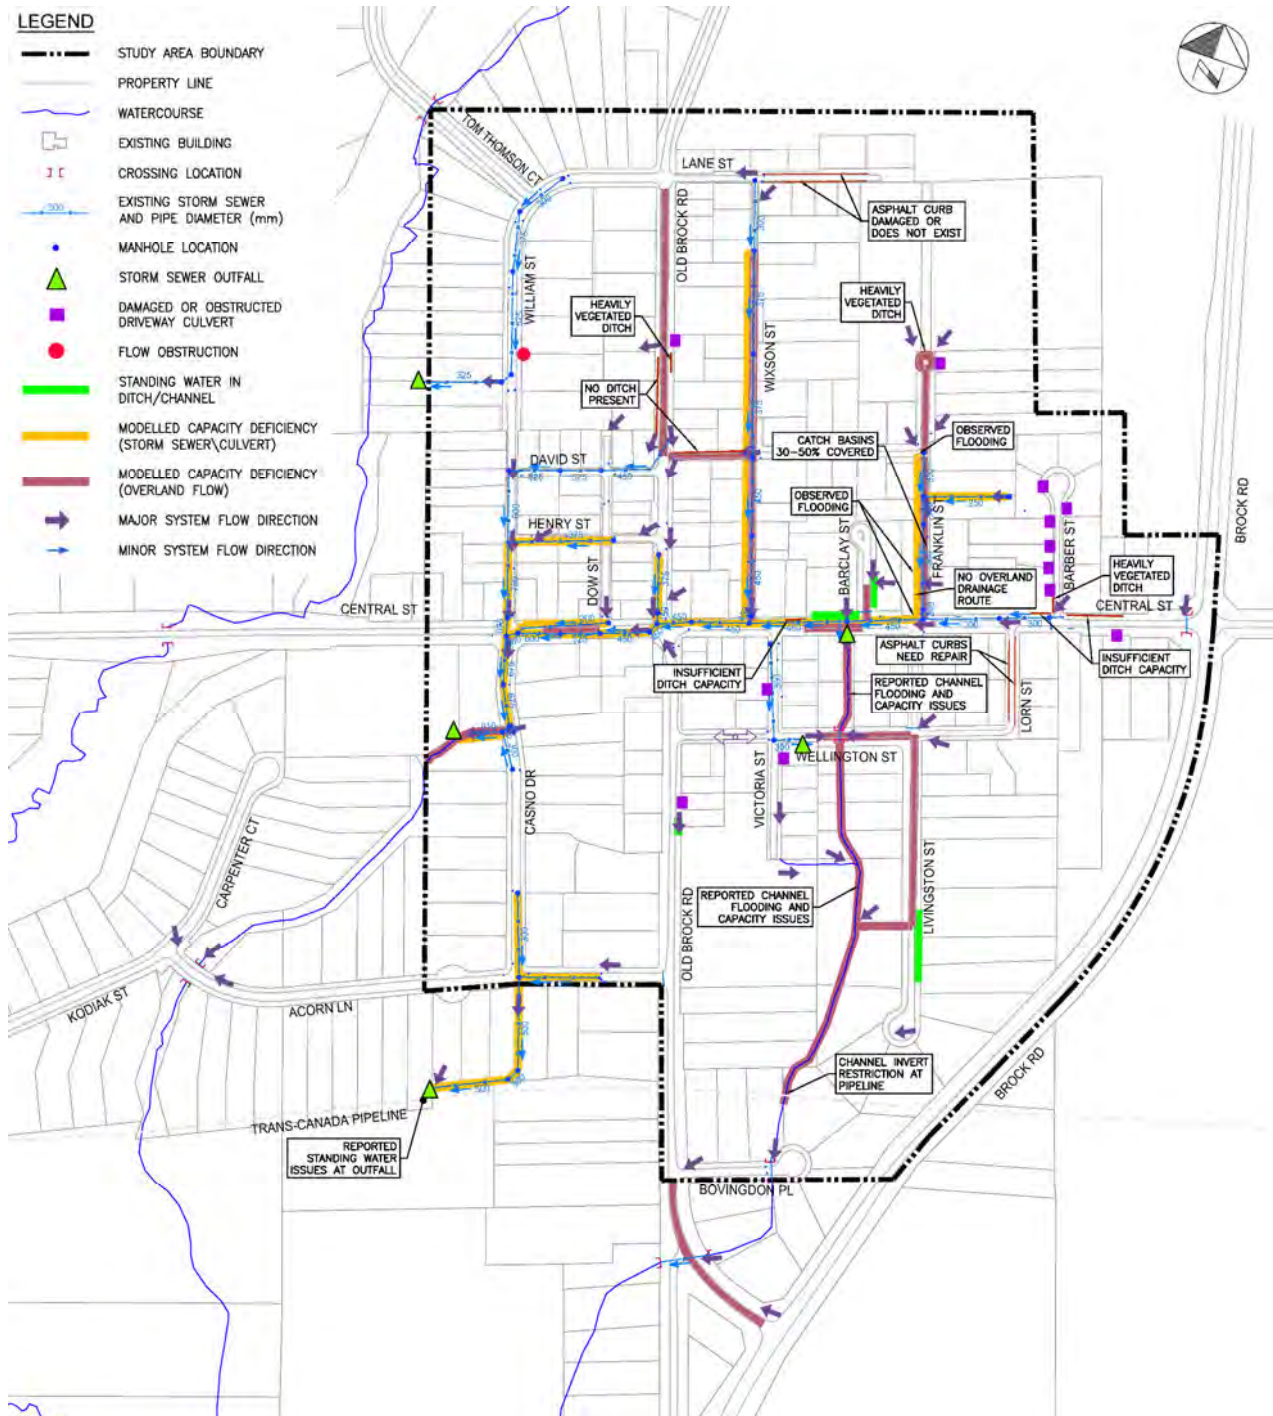 LEGEND
STUDY AREA BOUNDARY
PROPERTY LINE
WATERCOURSE
EXISTING BUILDING
CROSSING LOCATION
300
EXISTING STORM SEWER
AND PIPE DIAMETER (mm)
MANHOLE LOCATION
STORM SEWER OUTFALL
DAMAGED OR OBSTRUCTED
DRIVEWAY CULVERT
FLOW OBSTRUCTION
STANDING WATER IN
DITCH/CHANNEL
MODELLED CAPACITY DEFICIENCY
(STORM SEWER\CULVERT)
MODELLED CAPACITY DEFICIENCY
(OVERLAND FLOW)
MAJOR SYSTEM FLOW DIRECTION
MINOR SYSTEM FLOW DIRECTION
N
TOM THOMSON CT
LANE ST
OLD BROCK RD
ASPHALT CURB
DAMAGED OR
DOES NOT EXIST
WILLIAM ST
HEAVILY
VEGETATED
DITCH
HEAVILY
VEGETATED
DITCH
WIXSON ST
325
NO DITCH
PRESENT
CATCH BASINS
30-50% COVERED
OBSERVED
FLOODING
DAVID ST
OBSERVED
FLOODING
250
BROCK RD
HENRY ST
DOW ST
BARCLAY ST
FRANKLIN ST
BARBER ST
NO OVERLAND
DRAINAGE
ROUTE
HEAVILY
VEGETATED
DITCH
CENTRAL ST
CENTRAL ST
300
INSUFFICIENT
DITCH CAPACITY
ASPHALT CURBS
NEED REPAIR
INSUFFICIENT
DITCH CAPACITY
REPORTED CHANNEL
FLOODING AND
CAPACITY ISSUES
LORN ST
WELLINGTON ST
VICTORIA ST
CASNO DR
CARPENTER CT
LIVINGSTON ST
REPORTED CHANNEL
FLOODING AND
CAPACITY ISSUES
OLD BROCK RD
KODIAK ST
ACORN LN
CHANNEL INVERT
RESTRICTION AT
PIPELINE
BROCK RD
TRANS-CANADA PIPELINE
REPORTED
STANDING WATER
ISSUES AT OUTFALL
BOVINGDON PL